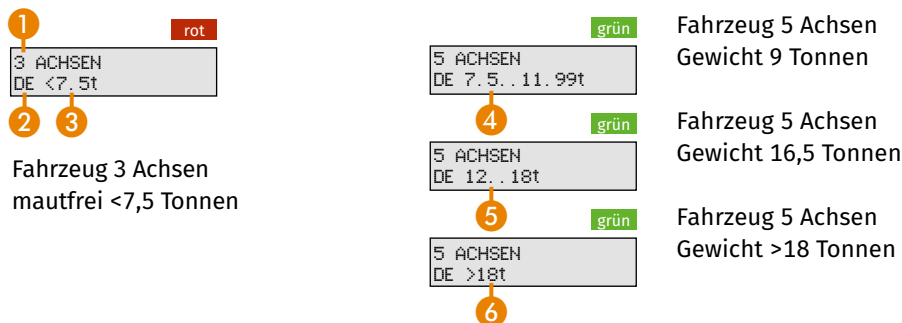 1
rot
3 ACHSEN
DE <7.5t
2 3
Fahrzeug 3 Achsen
mautfrei <7,5 Tonnen
grün
5 ACHSEN
DE 7.5..11.99t
4
Fahrzeug 5 Achsen
Gewicht 9 Tonnen
grün
5 ACHSEN
DE 12..18t
5
Fahrzeug 5 Achsen
Gewicht 16,5 Tonnen
grün
5 ACHSEN
DE >18t
6
Fahrzeug 5 Achsen
Gewicht >18 Tonnen